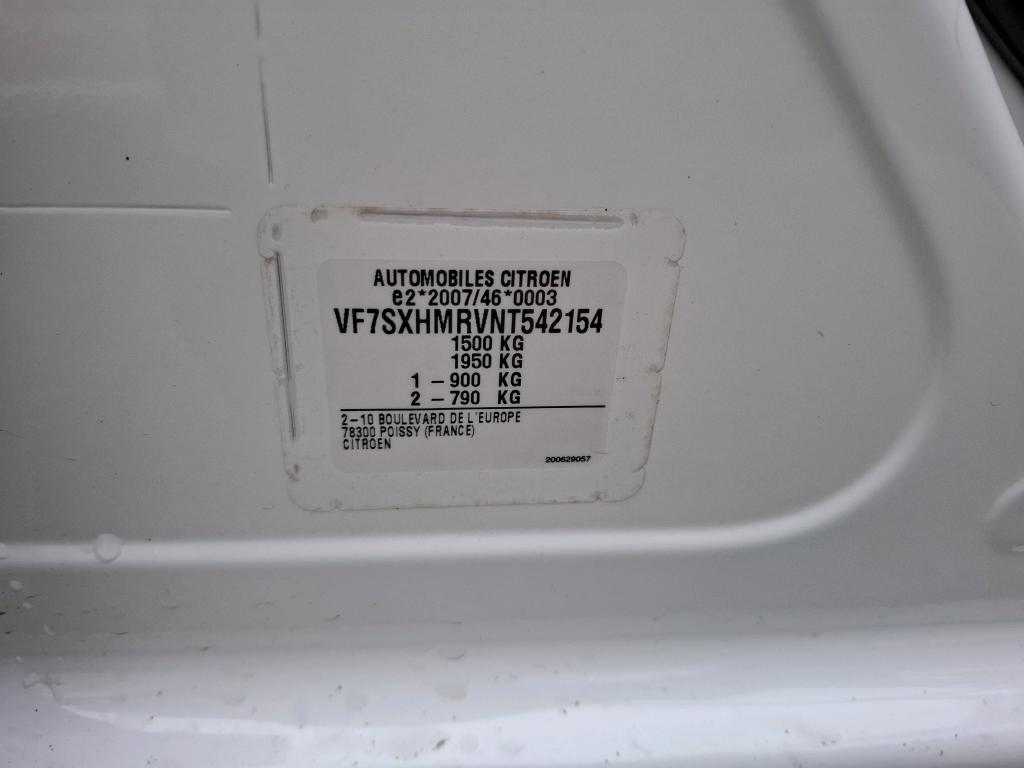 AUTOMOBILES CITROEN
e2*2007/46*0003
VF7SXHMRVNT542154
1500 KG
1950 KG
1 – 900 KG
2 – 790 KG
2–10 BOULEVARD DE L'EUROPE
78300 POISSY (FRANCE)
CITROEN
200629057